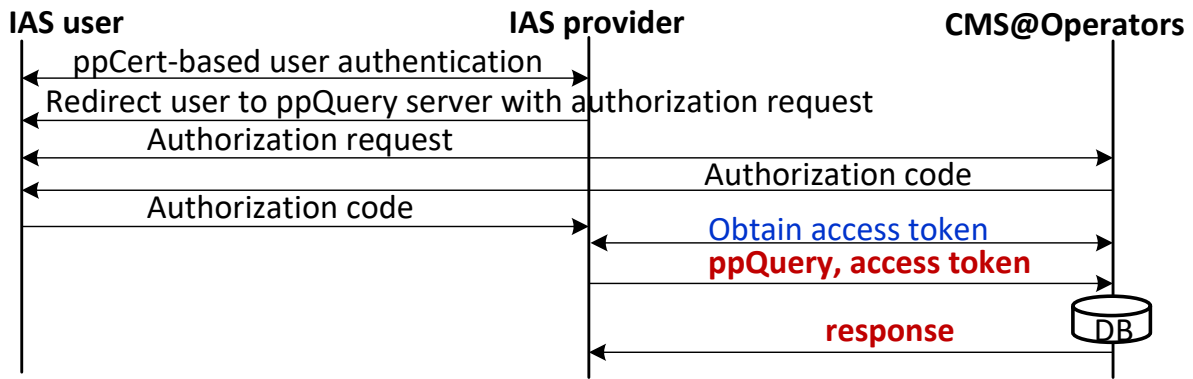 IAS user
IAS provider
CMS@Operators
ppCert-based user authentication
Redirect user to ppQuery server with authorization request
Authorization request
Authorization code
Authorization code
Obtain access token
ppQuery, access token
DB
response